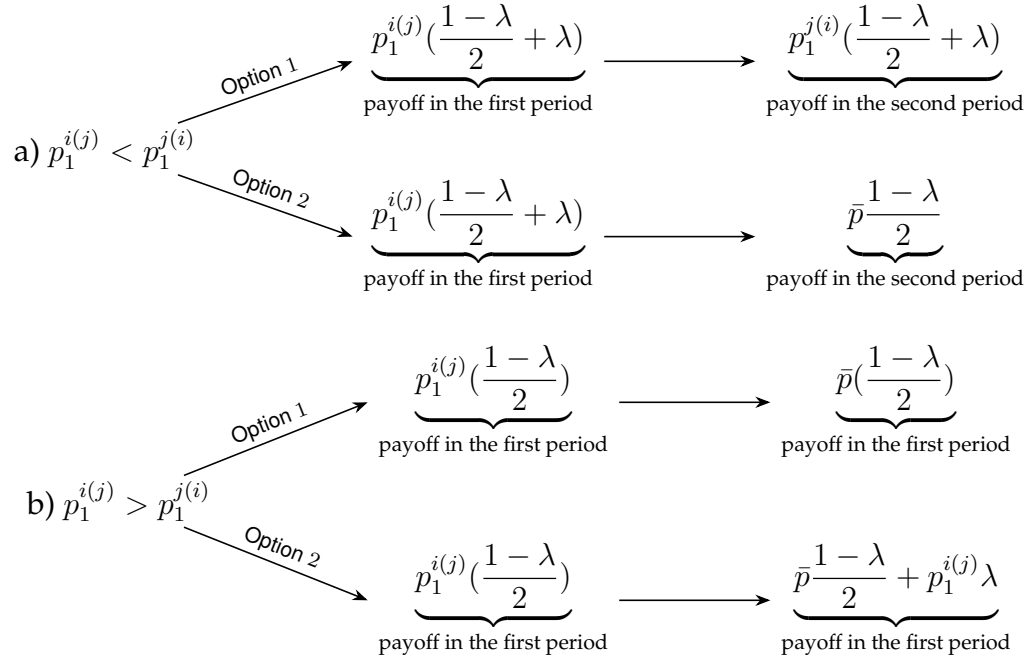 Option 1
$p_1^{i(j)}(\frac{1-\lambda}{2}+\lambda)$ $p_1^{j(i)}(\frac{1-\lambda}{2}+\lambda)$
payoff in the first period payoff in the second period
a) $p_1^{i(j)} < p_1^{j(i)}$
Option 2
$p_1^{i(j)}(\frac{1-\lambda}{2}+\lambda)$ $\bar{p}\frac{1-\lambda}{2}$
payoff in the first period payoff in the second period
Option 1
$p_1^{i(j)}(\frac{1-\lambda}{2})$ $\bar{p}(\frac{1-\lambda}{2})$
payoff in the first period payoff in the first period
b) $p_1^{i(j)} > p_1^{j(i)}$
Option 2
$p_1^{i(j)}(\frac{1-\lambda}{2})$ $\bar{p}\frac{1-\lambda}{2}+p_1^{i(j)}\lambda$
payoff in the first period payoff in the first period